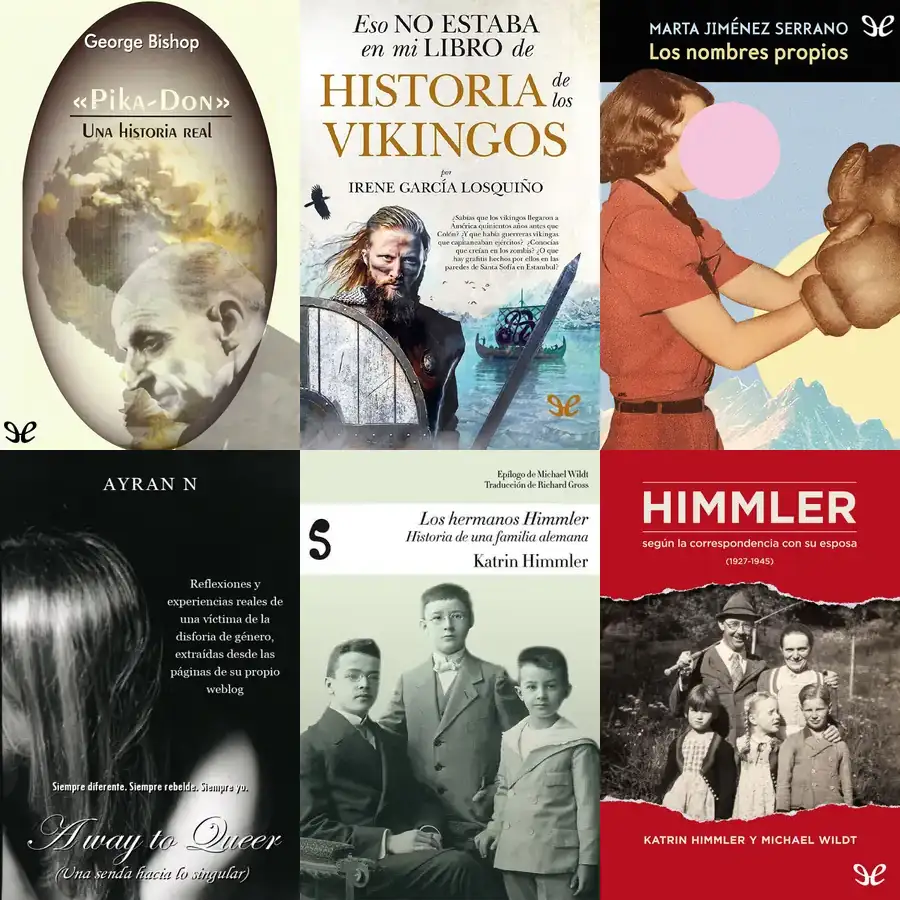 George Bishop
«Pika-Don»
Una historia real
Eso NO ESTABA
en mi LIBRO de
HISTORIA de los
VIKINGOS
por
IRENE GARCÍA LOSQUIÑO
¿Sabías que los vikingos llegaron a
América quinientos años antes que
Colón? ¿Y que había guerreras vikingas
que capitaneaban ejércitos? ¿Conocías
que creían en los zombis? ¿O que
hay grafitis hechos por ellos en las
paredes de Santa Sofía en Estambul?
MARTA JIMÉNEZ SERRANO
Los nombres propios
AYRAN N
Reflexiones y
experiencias reales de
una víctima de la
disforia de género,
extraídas desde las
páginas de su propio
weblog
Siempre diferente. Siempre rebelde. Siempre yo.
A way to Queer
(Una senda hacia lo singular)
Epílogo de Michael Wildt
Traducción de Richard Gross
Los hermanos Himmler
Historia de una familia alemana
Katrin Himmler
HIMMLER
según la correspondencia con su esposa
(1927-1945)
KATRIN HIMMLER Y MICHAEL WILDT